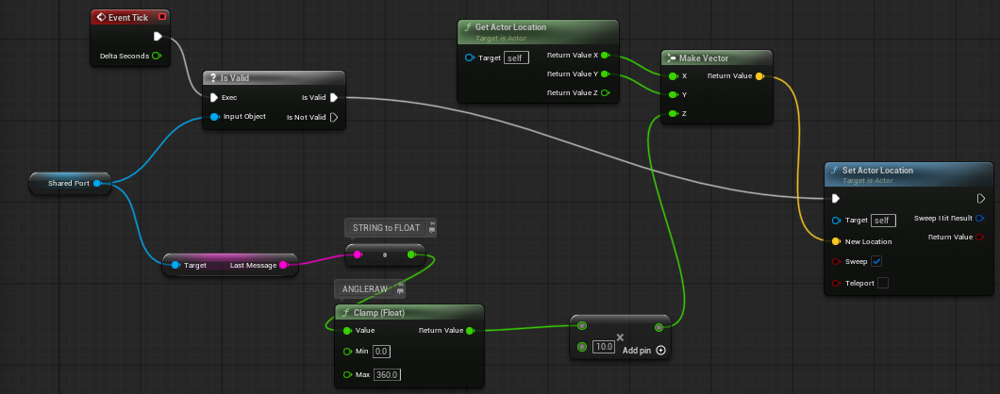 Event Tick
Delta Seconds
? Is Valid
Exec
Is Valid
Input Object
Is Not Valid
f Get Actor Location
Target is Actor
Target self
Return Value X
Return Value Y
Return Value Z
Make Vector
X
Return Value
Y
Z
Shared Port
f Set Actor Location
Target is Actor
Target self
Sweep Hit Result
New Location
Return Value
Sweep
Teleport
STRING to FLOAT
Target
Last Message
ANGLERAW
f Clamp (Float)
Value
Return Value
Min 0.0
Max 360.0
10.0
×
Add pin